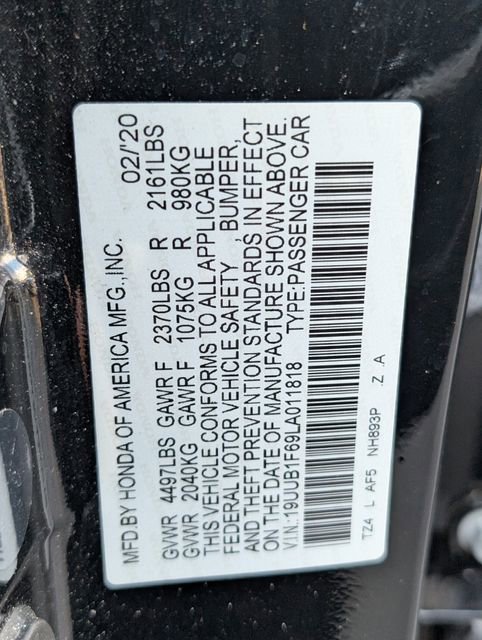 MFD.BY HONDA OF AMERICA MFG.,INC. 02/'20
GVWR 4497LBS GAWR F 2370LBS R 2161LBS
GVWR 2040KG GAWR F 1075KG R 980KG
THIS VEHICLE CONFORMS TO ALL APPLICABLE
FEDERAL MOTOR VEHICLE SAFETY BUMPER,
AND THEFT PREVENTION STANDARDS IN EFFECT
ON THE DATE OF MANUFACTURE SHOWN ABOVE.
V.I.N.:19UUB1F69LA011818 TYPE:PASSENGER CAR
TZ4 L AF5 NH893P .Z .A